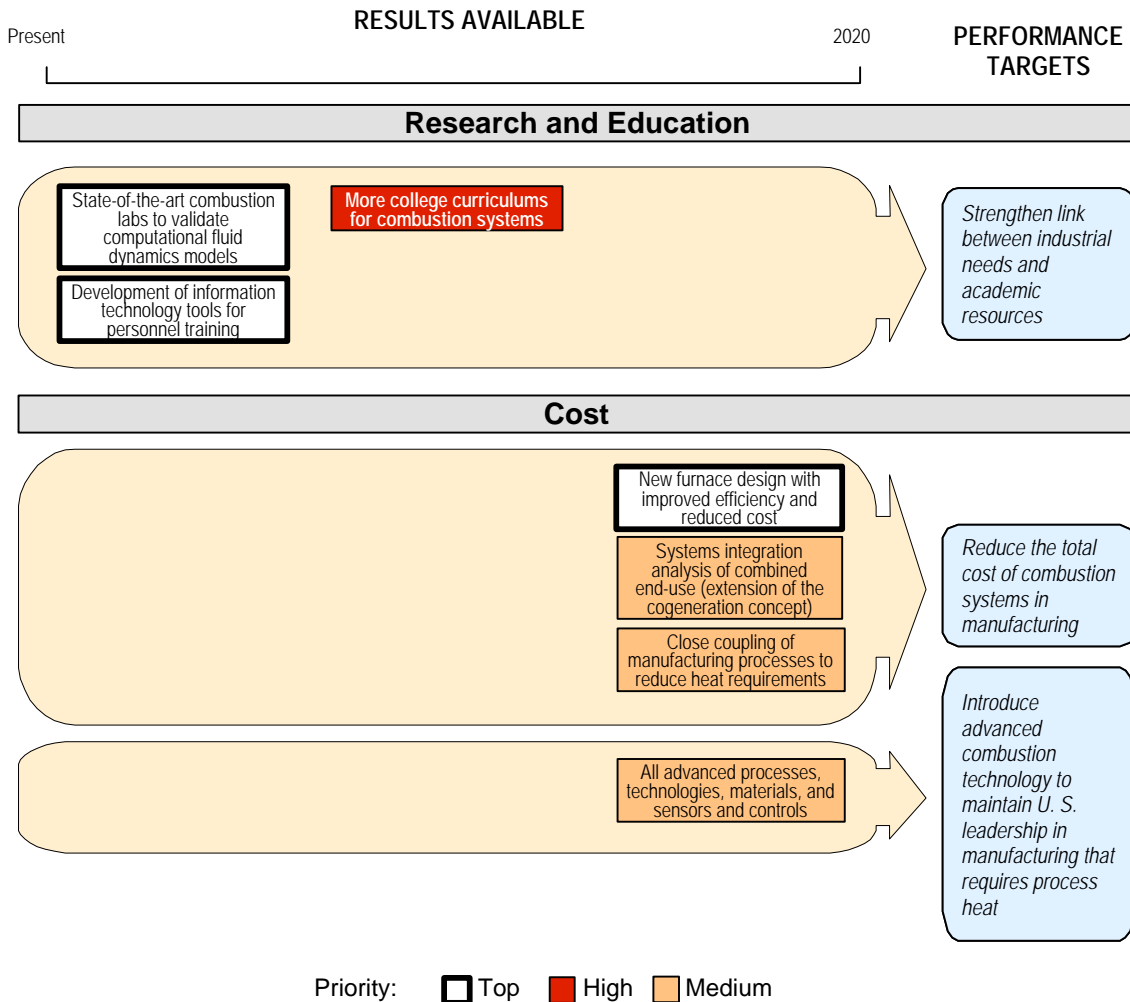 RESULTS AVAILABLE
Present
2020
PERFORMANCE
TARGETS
Research and Education
State-of-the-art combustion
labs to validate
computational fluid
dynamics models
More college curriculums
for combustion systems
Development of information
technology tools for
personnel training
Strengthen link
between industrial
needs and
academic
resources
Cost
New furnace design with
improved efficiency and
reduced cost
Systems integration
analysis of combined
end-use (extension of the
cogeneration concept)
Close coupling of
manufacturing processes to
reduce heat requirements
Reduce the total
cost of combustion
systems in
manufacturing
All advanced processes,
technologies, materials, and
sensors and controls
Introduce
advanced
combustion
technology to
maintain U. S.
leadership in
manufacturing that
requires process
heat
Priority: Top High Medium